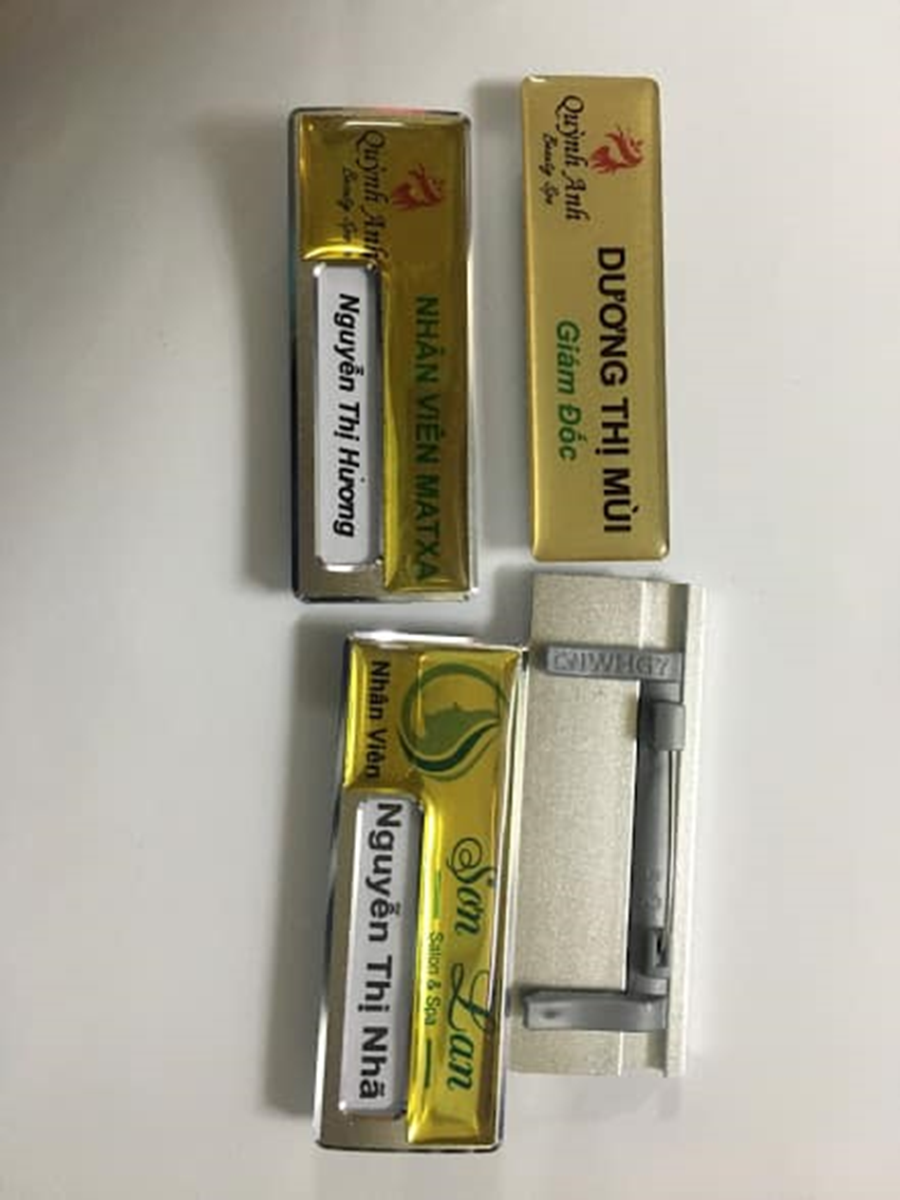 Quỳnh Anh
Beauty Spa
NHÂN VIÊN MATXA
Nguyễn Thị Hương
Quỳnh Anh
Beauty Spa
DƯƠNG THỊ MÙI
Giám Đốc
Nhân Viên
Sơn Lan
Salon & Spa
Nguyễn Thị Nhã